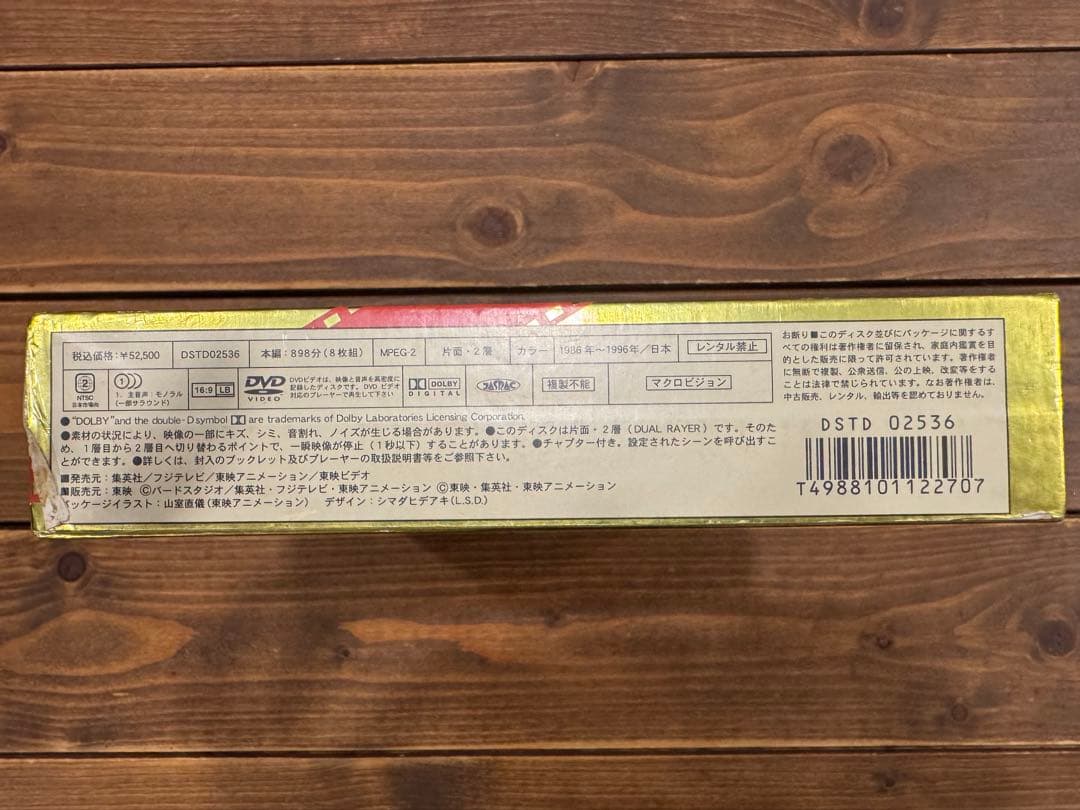 税込価格:¥52,500 DSTD02536 本編:898分(8枚組) MPEG-2 片面・2層 カラー 1986年〜1996年/日本 レンタル禁止
2 NTSC 日本市場向
1. 主音声:モノラル
(一部サラウンド)
16:9 LB
DVD VIDEO
DVDビデオは、映像と音声を高密度に
記録したディスクです。DVDビデオ
対応のプレーヤーで再生して下さい
DOLBY DIGITAL
JASRAC
複製不能
マクロビジョン
●"DOLBY"and the double-D symbol are trademarks of Dolby Laboratories Licensing Corporation.
●素材の状況により、映像の一部にキズ、シミ、音割れ、ノイズが生じる場合があります。●このディスクは片面・2層(DUAL RAYER)です。そのた
め、1層目から2層目へ切り替わるポイントで、一瞬映像が停止(1秒以下)することがあります。●チャプター付き。設定されたシーンを呼び出すこ
とができます。●詳しくは、封入のブックレット及びプレーヤーの取扱説明書等をご参照下さい。
■発売元:集英社/フジテレビ/東映アニメーション/東映ビデオ
■販売元:東映 Ⓒバードスタジオ/集英社・フジテレビ・東映アニメーション Ⓒ東映・集英社・東映アニメーション
パッケージイラスト:山室直儀(東映アニメーション) デザイン:シマダヒデアキ(L.S.D.)
お断り■このディスク並びにパッケージに関するす
べての権利は著作権者に留保され、家庭内鑑賞を目
的とした販売に限って許可されています。著作権者
に無断で複製、公衆送信、公の上映、改変等をする
ことは法律で禁じられています。なお著作権者は、
中古販売、レンタル、輸出等を認めておりません。
DSTD 02536
T4988101122707